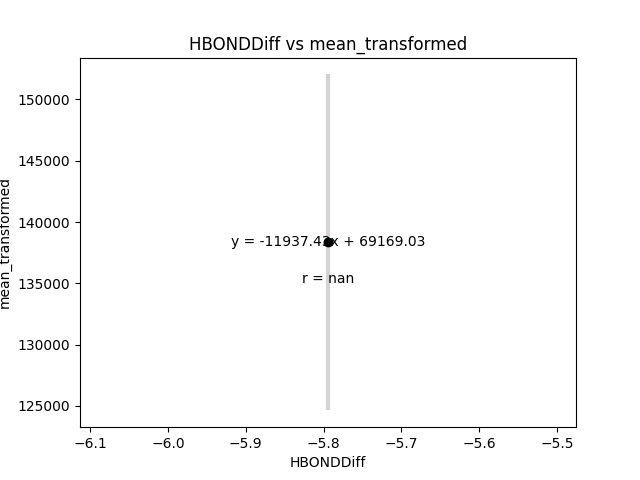 HBONDDiff vs mean_transformed
mean_transformed
150000
145000
140000
135000
130000
125000
y = -11937.43x + 69169.03
r = nan
−6.1 −6.0 −5.9 −5.8 −5.7 −5.6 −5.5
HBONDDiff